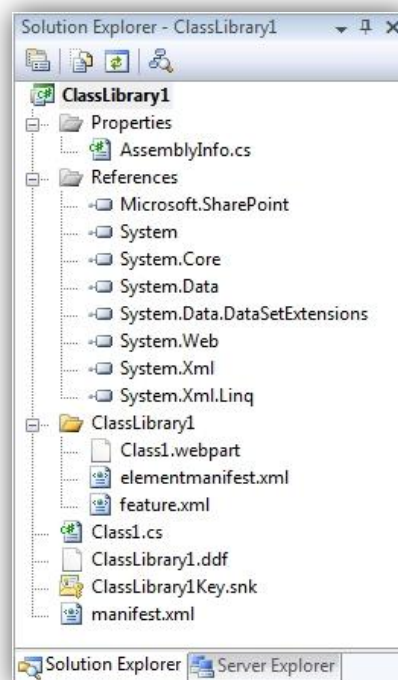 Solution Explorer - ClassLibrary1
ClassLibrary1
Properties
AssemblyInfo.cs
References
Microsoft.SharePoint
System
System.Core
System.Data
System.Data.DataSetExtensions
System.Web
System.Xml
System.Xml.Linq
ClassLibrary1
Class1.webpart
elementmanifest.xml
feature.xml
Class1.cs
ClassLibrary1.ddf
ClassLibrary1Key.snk
manifest.xml
Solution Explorer Server Explorer